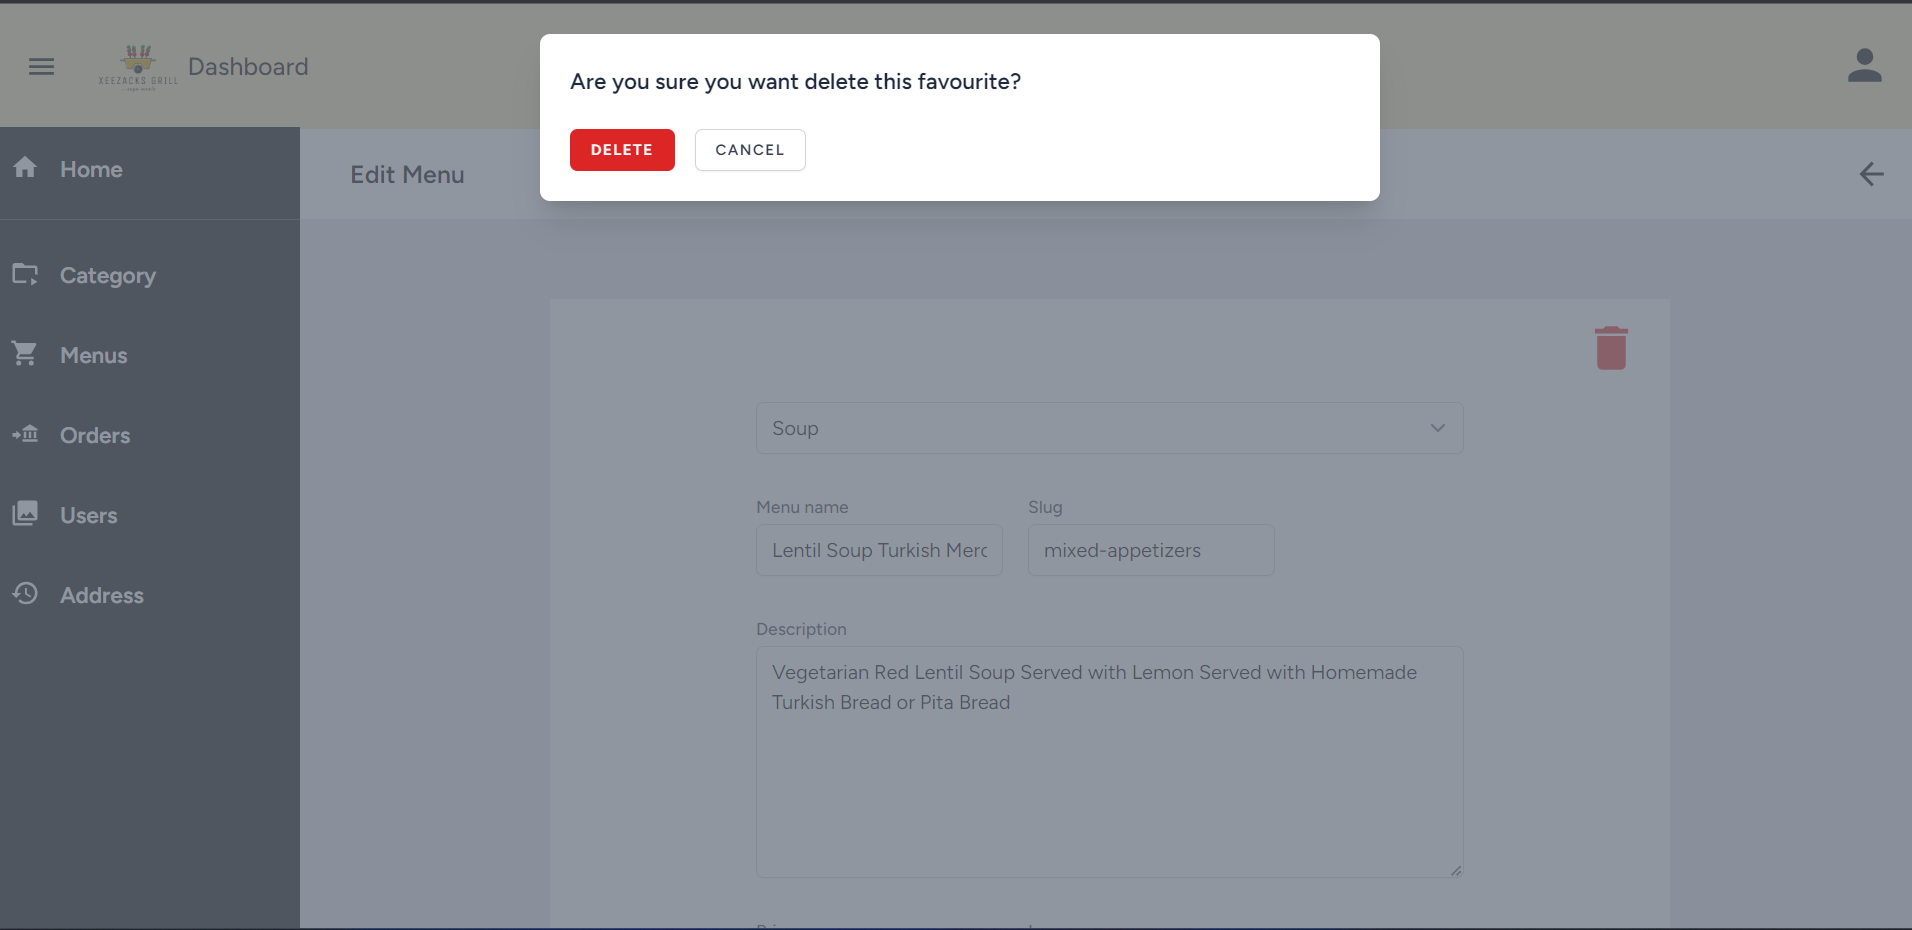 XEEZACKS GRILL
Dashboard
Are you sure you want delete this favourite?
DELETE
CANCEL
Home
Edit Menu
Category
Menus
Orders
Users
Address
Soup
Menu name
Slug
Lentil Soup Turkish Merc
mixed-appetizers
Description
Vegetarian Red Lentil Soup Served with Lemon Served with Homemade
Turkish Bread or Pita Bread